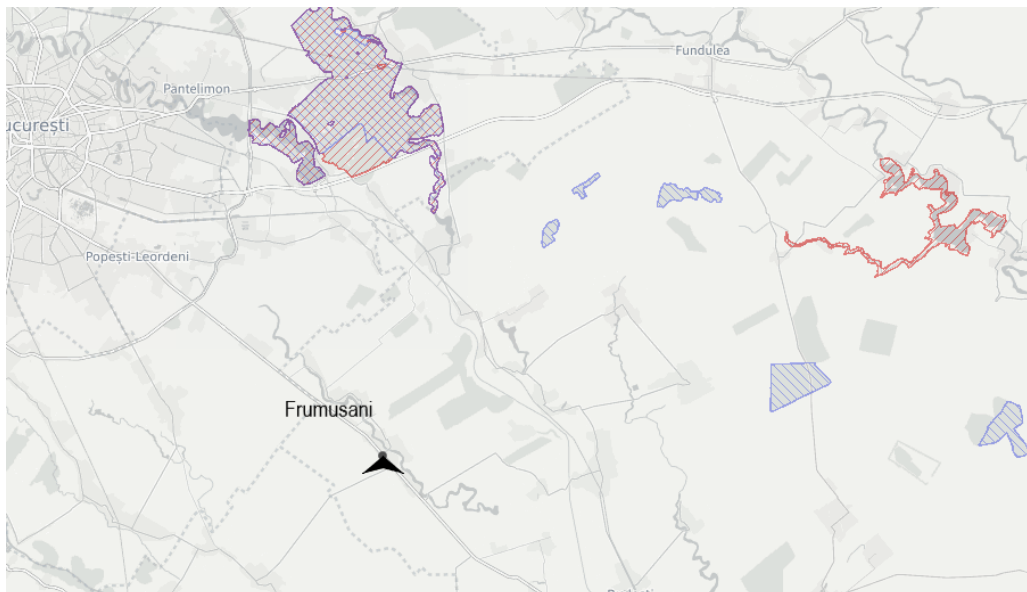 Fundulea
Pantelimon
ucurești
Popești-Leordeni
Frumusani